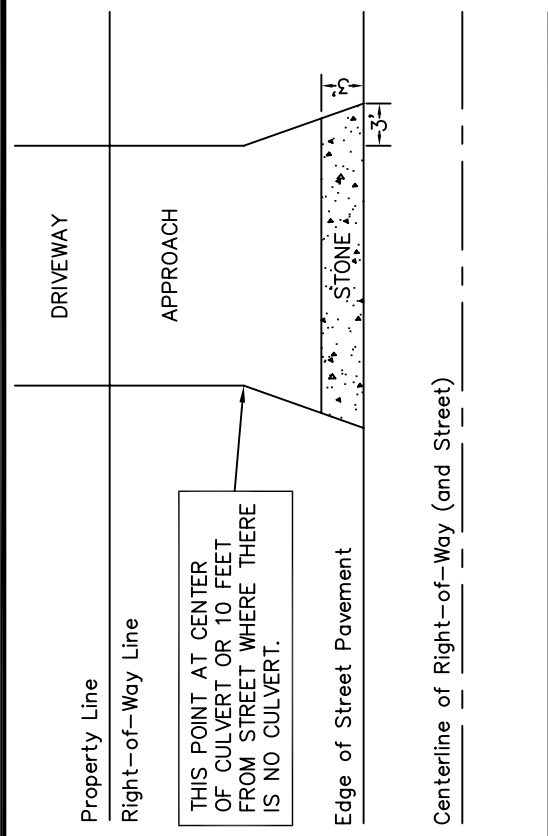 DRIVEWAY
Property Line
Right-of-Way Line
APPROACH
THIS POINT AT CENTER
OF CULVERT OR 10 FEET
FROM STREET WHERE THERE
IS NO CULVERT.
3'
STONE
3'
Edge of Street Pavement
Centerline of Right-of-Way (and Street)